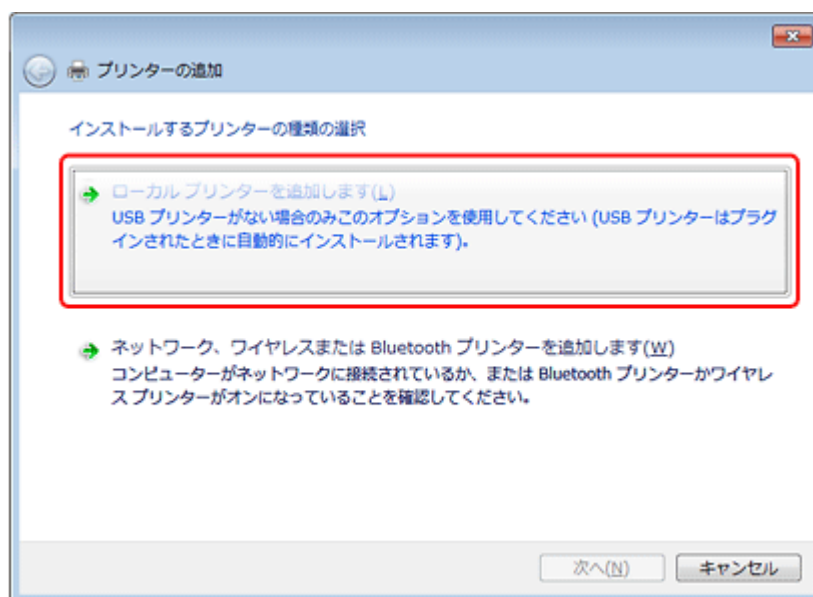 プリンターの追加
インストールするプリンターの種類の選択
ローカル プリンターを追加します(L)
USB プリンターがない場合のみこのオプションを使用してください (USB プリンターはプラグ
インされたときに自動的にインストールされます)。
ネットワーク、ワイヤレスまたは Bluetooth プリンターを追加します(W)
コンピューターがネットワークに接続されているか、または Bluetooth プリンターかワイヤレ
ス プリンターがオンになっていることを確認してください。
次へ(N) キャンセル